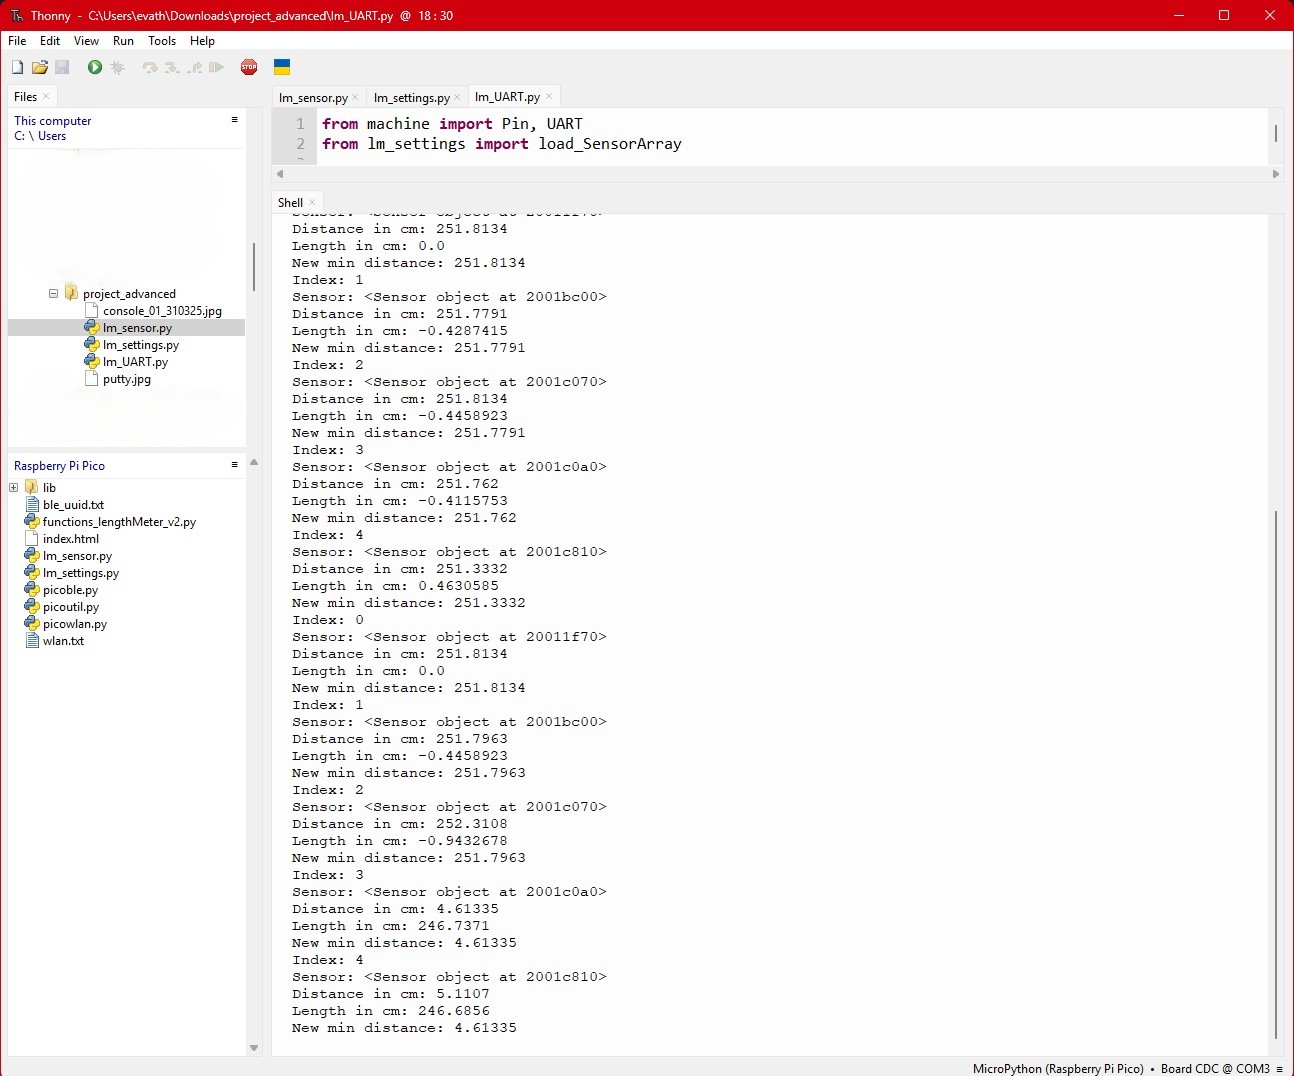 Thonny - C:\Users\evath\Downloads\project_advanced\lm_UART.py @ 18 : 30
File Edit View Run Tools Help
STOP
Files
This computer
C: \ Users
project_advanced
console_01_310325.jpg
lm_sensor.py
lm_settings.py
lm_UART.py
putty.jpg
Raspberry Pi Pico
lib
ble_uuid.txt
functions_lengthMeter_v2.py
index.html
lm_sensor.py
lm_settings.py
picoble.py
picoutil.py
picowlan.py
wlan.txt
lm_sensor.py lm_settings.py lm_UART.py
1 from machine import Pin, UART
2 from lm_settings import load_SensorArray
Shell
Sensor: <Sensor object at 20011f70>
Distance in cm: 251.8134
Length in cm: 0.0
New min distance: 251.8134
Index: 1
Sensor: <Sensor object at 2001bc00>
Distance in cm: 251.7791
Length in cm: -0.4287415
New min distance: 251.7791
Index: 2
Sensor: <Sensor object at 2001c070>
Distance in cm: 251.8134
Length in cm: -0.4458923
New min distance: 251.7791
Index: 3
Sensor: <Sensor object at 2001c0a0>
Distance in cm: 251.762
Length in cm: -0.4115753
New min distance: 251.762
Index: 4
Sensor: <Sensor object at 2001c810>
Distance in cm: 251.3332
Length in cm: 0.4630585
New min distance: 251.3332
Index: 0
Sensor: <Sensor object at 20011f70>
Distance in cm: 251.8134
Length in cm: 0.0
New min distance: 251.8134
Index: 1
Sensor: <Sensor object at 2001bc00>
Distance in cm: 251.7963
Length in cm: -0.4458923
New min distance: 251.7963
Index: 2
Sensor: <Sensor object at 2001c070>
Distance in cm: 252.3108
Length in cm: -0.9432678
New min distance: 251.7963
Index: 3
Sensor: <Sensor object at 2001c0a0>
Distance in cm: 4.61335
Length in cm: 246.7371
New min distance: 4.61335
Index: 4
Sensor: <Sensor object at 2001c810>
Distance in cm: 5.1107
Length in cm: 246.6856
New min distance: 4.61335
MicroPython (Raspberry Pi Pico) • Board CDC @ COM3 ≡